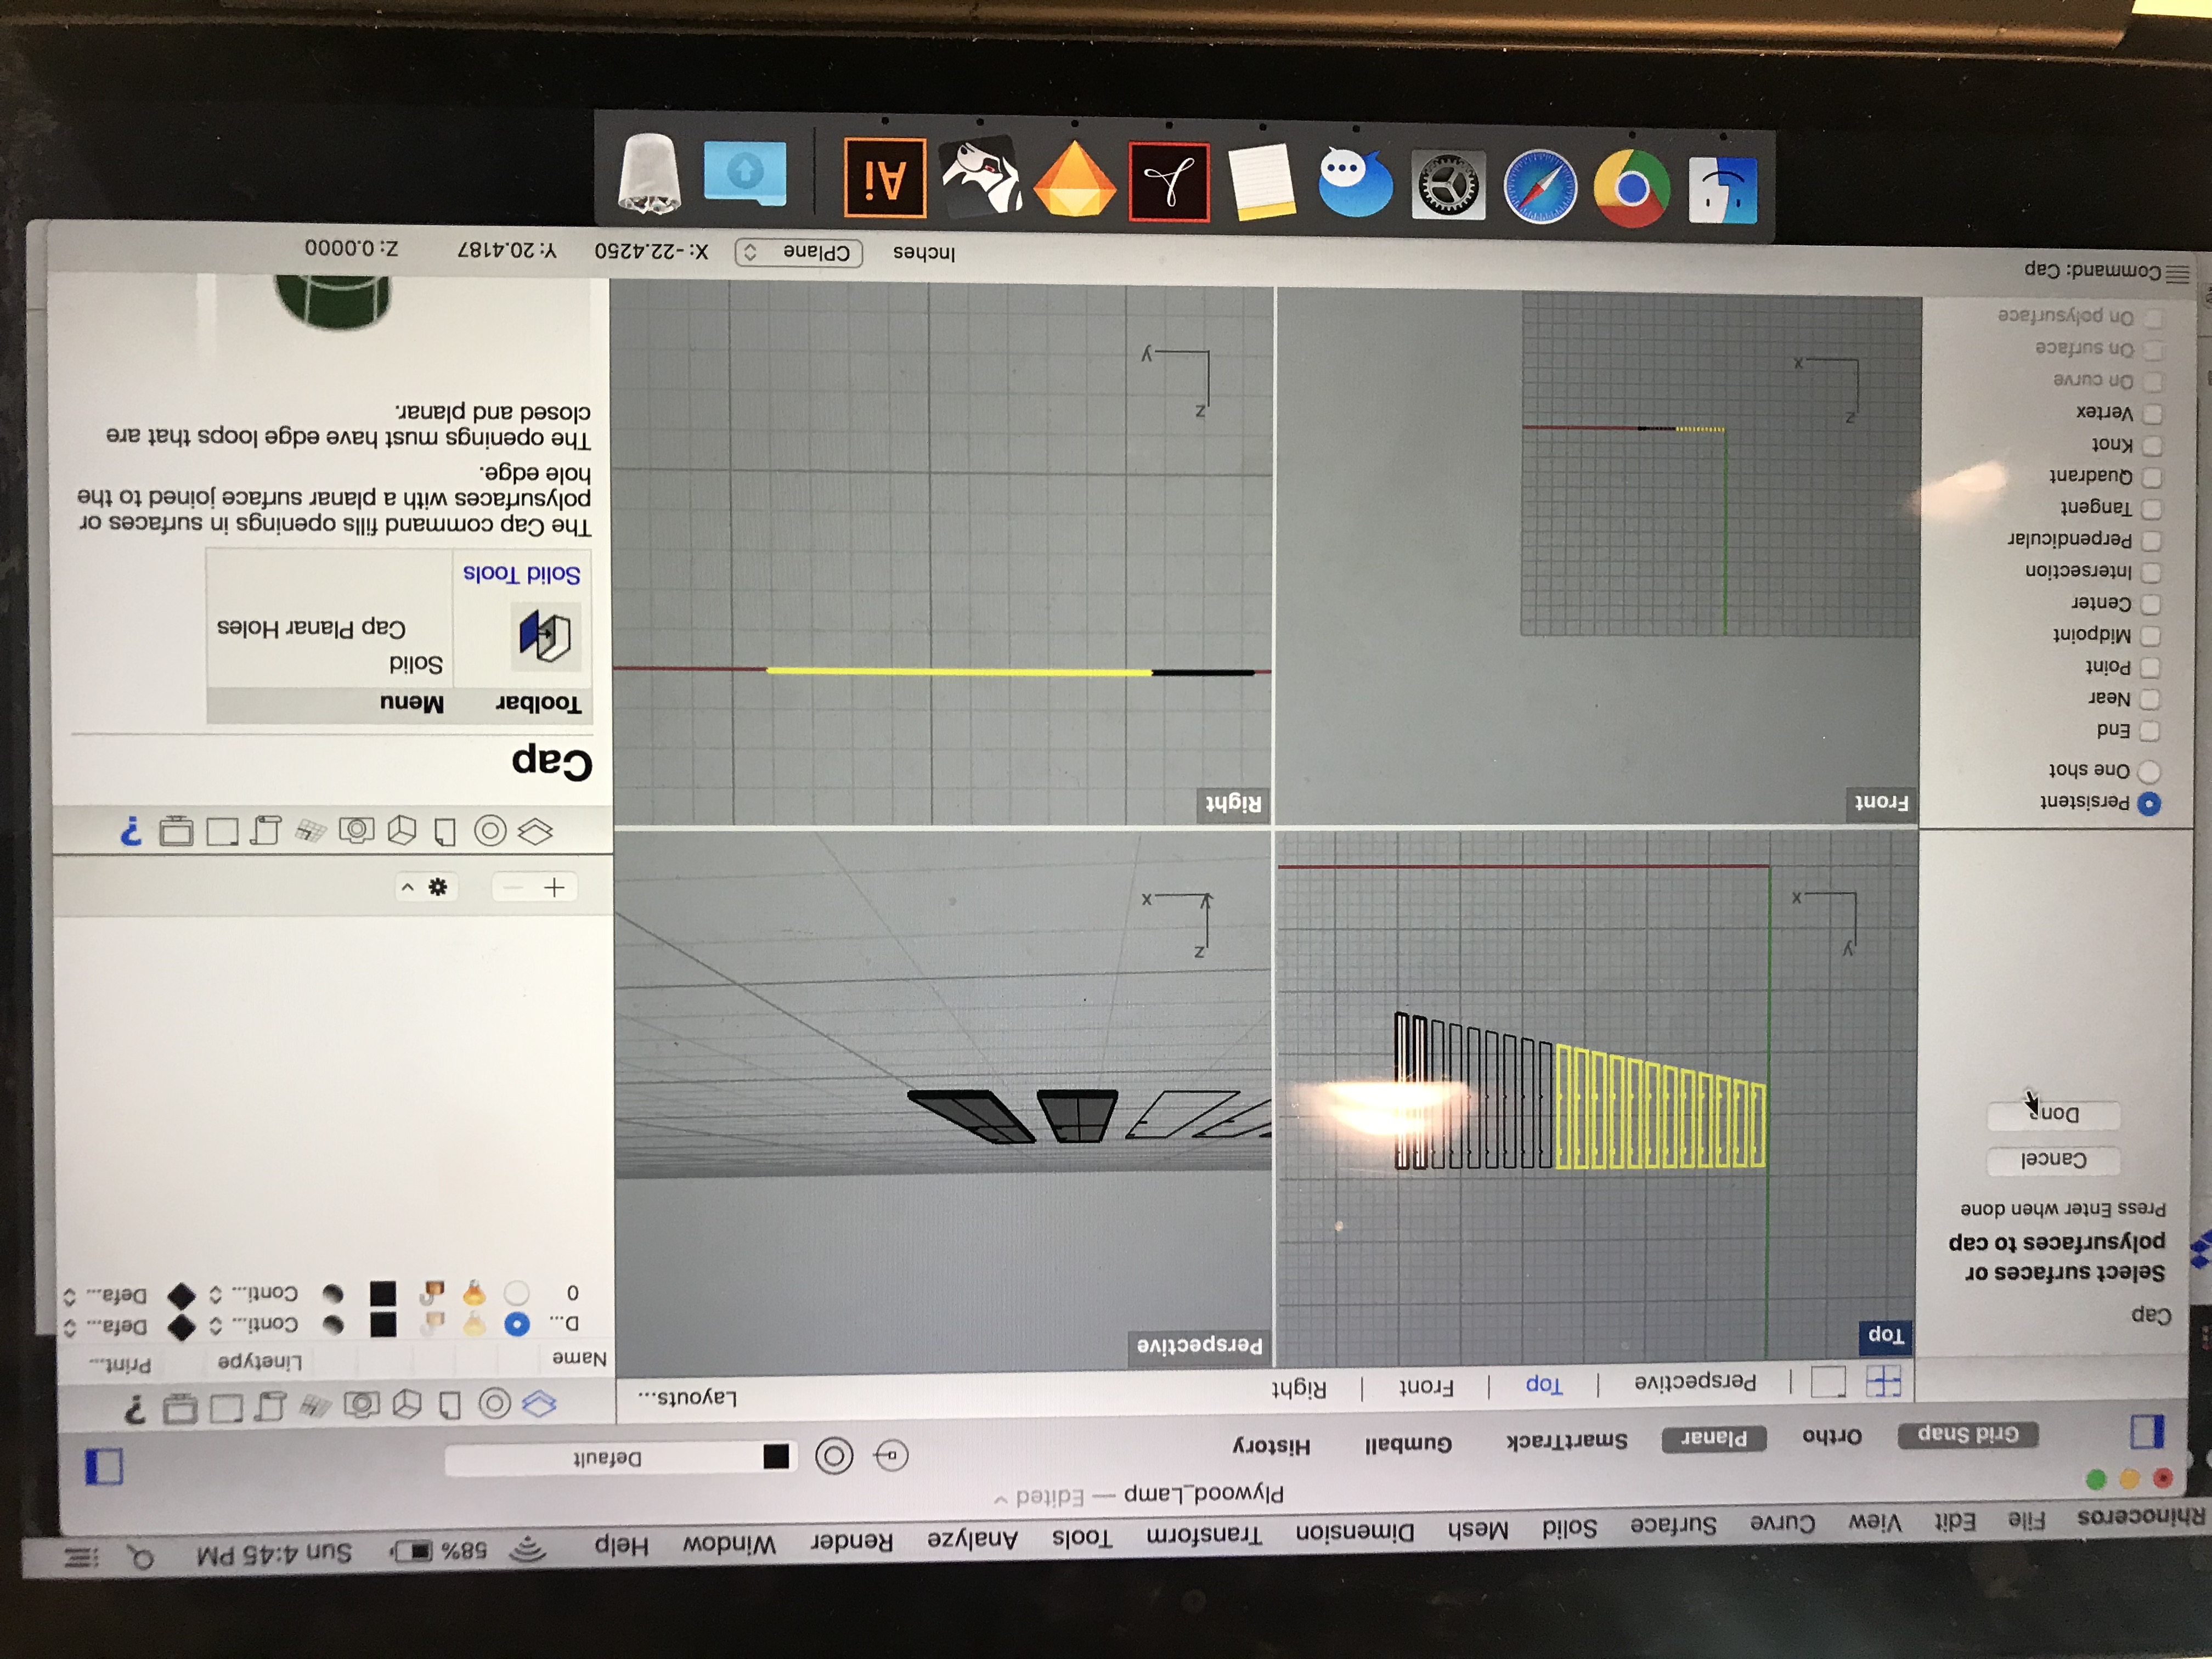 Rhinoceros File Edit View Curve Surface Solid Mesh Dimension Transform Tools Analyze Render Window Help 58% Sun 4:45 PM
Plywood_Lamp — Edited
Grid Snap Ortho Planar SmartTrack Gumball History Default
Perspective Top Front Right Layouts...
Name Linetype Print...
D... Conti... Defa...
0 Conti... Defa...
Cap
Select surfaces or
polysurfaces to cap
Press Enter when done
Cancel
Done
Top
y
x
Perspective
z
y
x
Persistent
One shot
End
Near
Point
Midpoint
Center
Intersection
Perpendicular
Tangent
Quadrant
Knot
Vertex
On curve
On surface
On polysurface
Front
z
x
Right
z
y
?
?
Cap
Toolbar Menu
Solid
Cap Planar Holes
Solid Tools
The Cap command fills openings in surfaces or
polysurfaces with a planar surface joined to the
hole edge.
The openings must have edge loops that are
closed and planar.
Command: Cap
Inches CPlane X: -22.4250 Y: 20.4187 Z: 0.0000
Ai